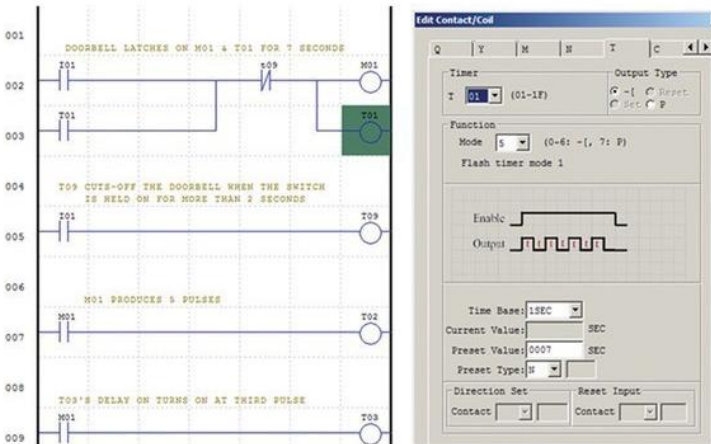 001
DOORBELL LATCHES ON M01 & T01 FOR 7 SECONDS
I01 t09 M01
002
T01 T01
003
004
T09 CUTS-OFF THE DOORBELL WHEN THE SWITCH
IS HELD ON FOR MORE THAN 2 SECONDS
I01 T09
005
006
M01 PRODUCES 5 PULSES
M01 T02
007
008
T03'S DELAY ON TURNS ON AT THIRD PULSE
M01 T03
009
Edit Contact/Coil
Q Y M N T C
Timer
T 01 (01-1F)
Output Type
-[ Reset
Set P
Function
Mode 5 (0-6: -[, 7: P)
Flash timer mode 1
Enable
Output t t t t t t t
Time Base: 1SEC
Current Value: SEC
Preset Value: 0007 SEC
Preset Type: N
Direction Set
Contact
Reset Input
Contact